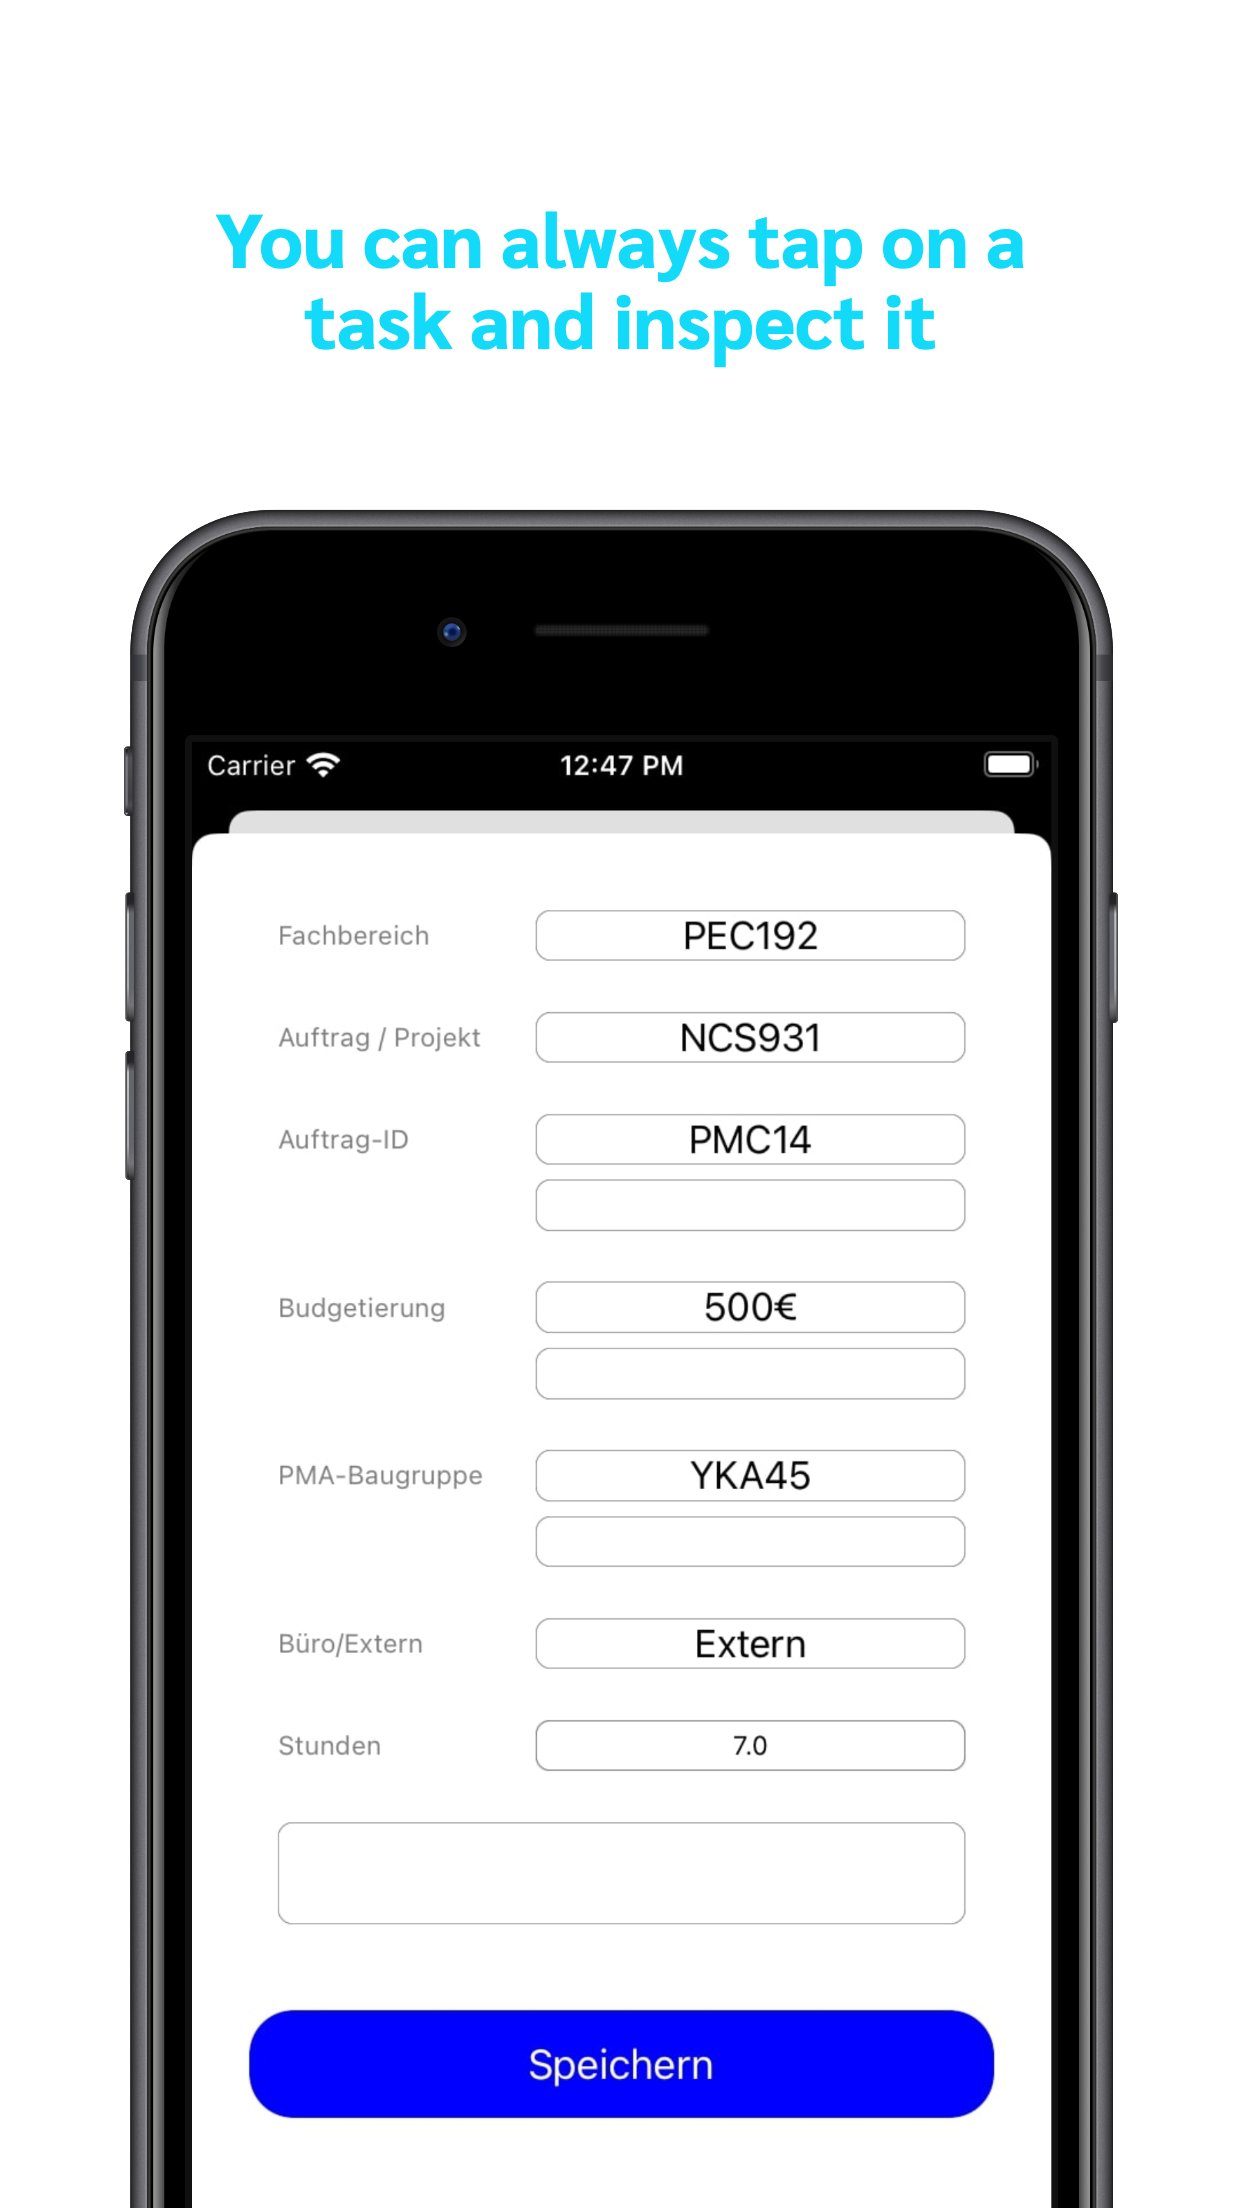 You can always tap on a
task and inspect it
Carrier 12:47 PM
Fachbereich PEC192
Auftrag / Projekt NCS931
Auftrag-ID PMC14
Budgetierung 500€
PMA-Baugruppe YKA45
Büro/Extern Extern
Stunden 7.0
Speichern